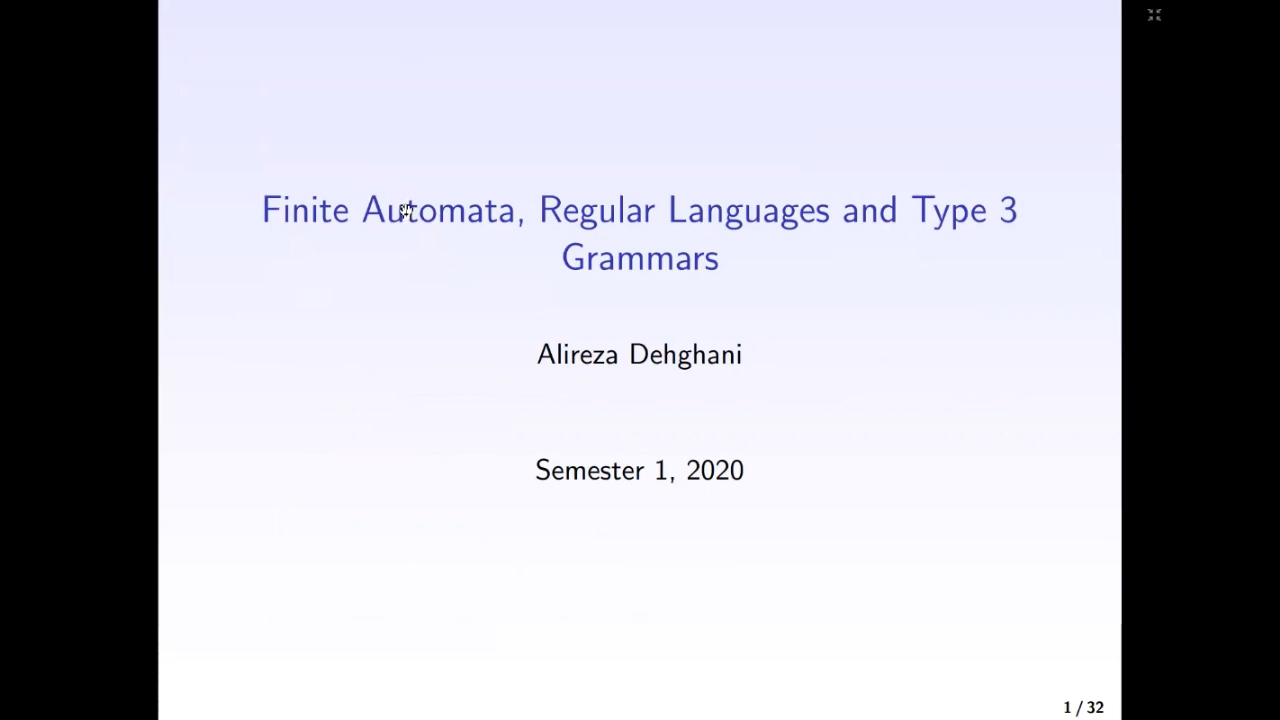 Finite Automata, Regular Languages and Type 3
Grammars
Alireza Dehghani
Semester 1, 2020
1 / 32